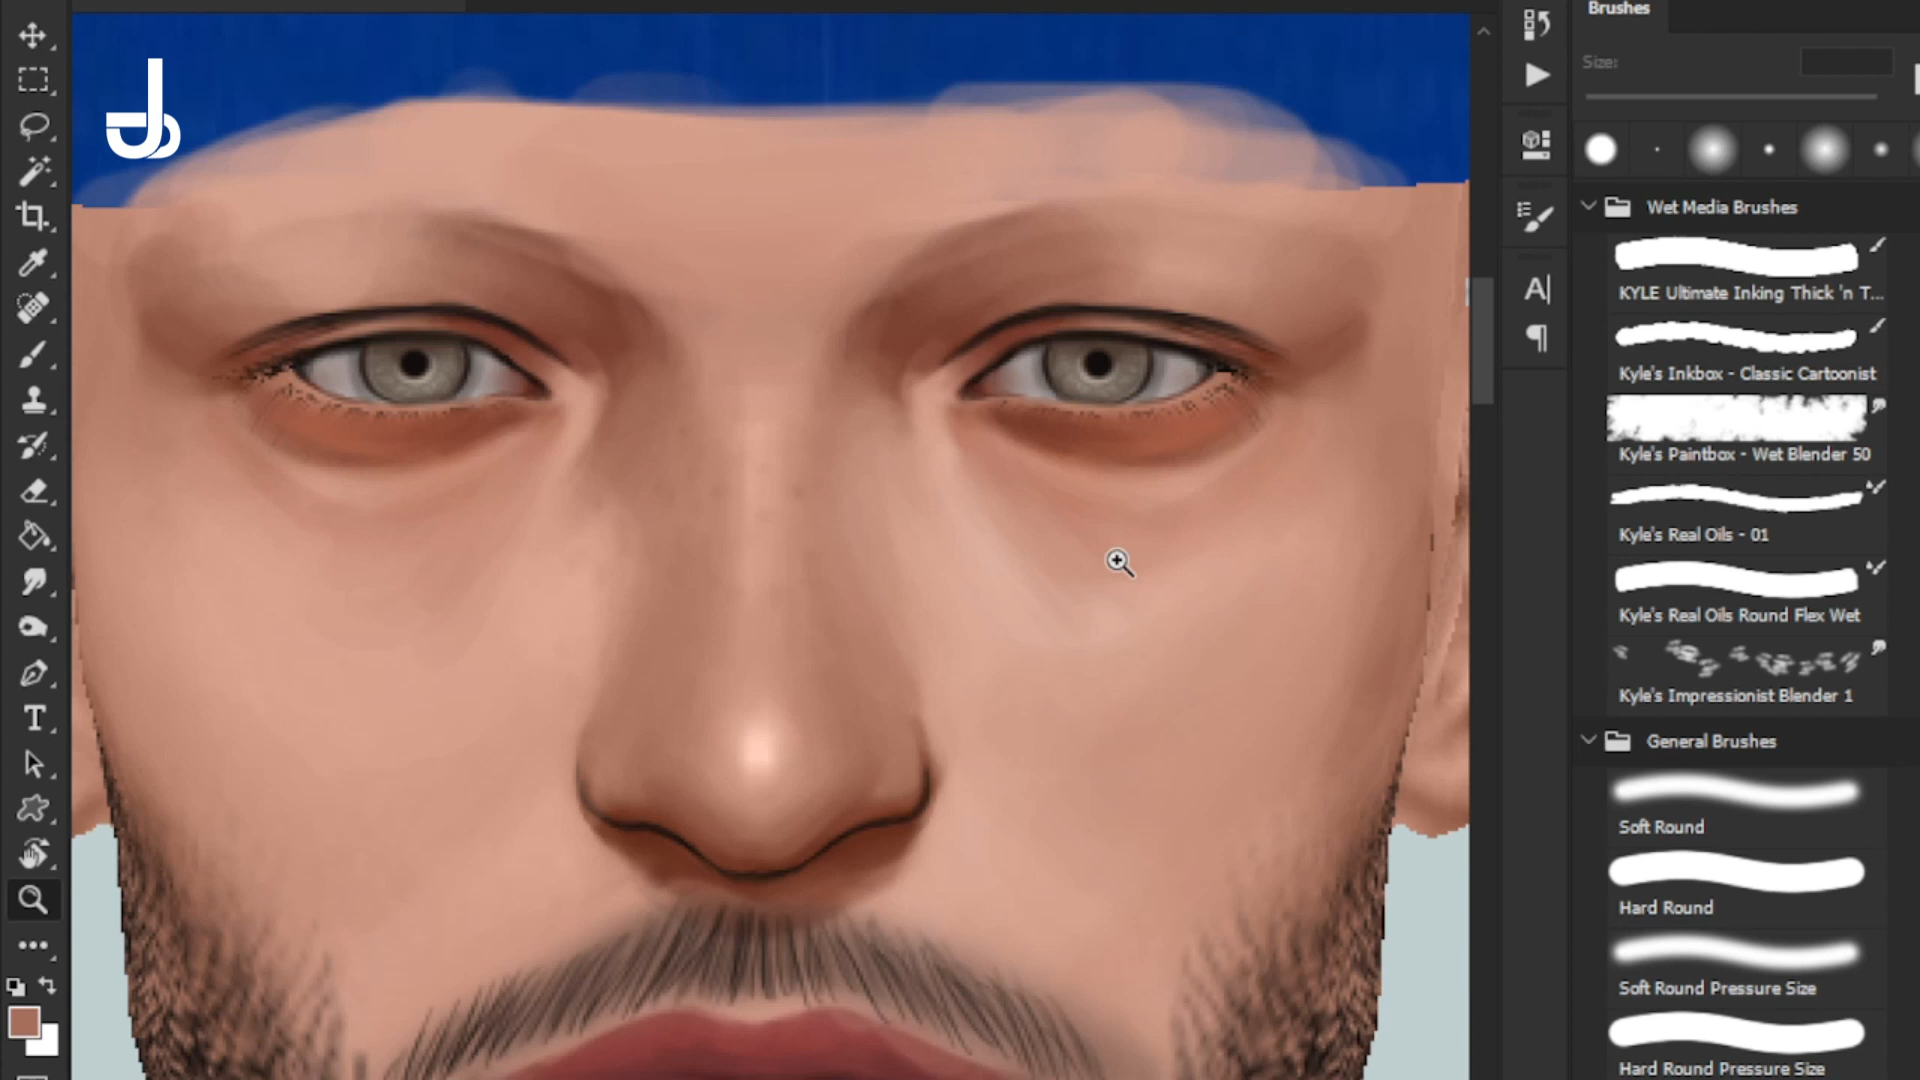 Brushes
Size:
Wet Media Brushes
KYLE Ultimate Inking Thick 'n T...
Kyle's Inkbox - Classic Cartoonist
Kyle's Paintbox - Wet Blender 50
Kyle's Real Oils - 01
Kyle's Real Oils Round Flex Wet
Kyle's Impressionist Blender 1
General Brushes
Soft Round
Hard Round
Soft Round Pressure Size
Hard Round Pressure Size